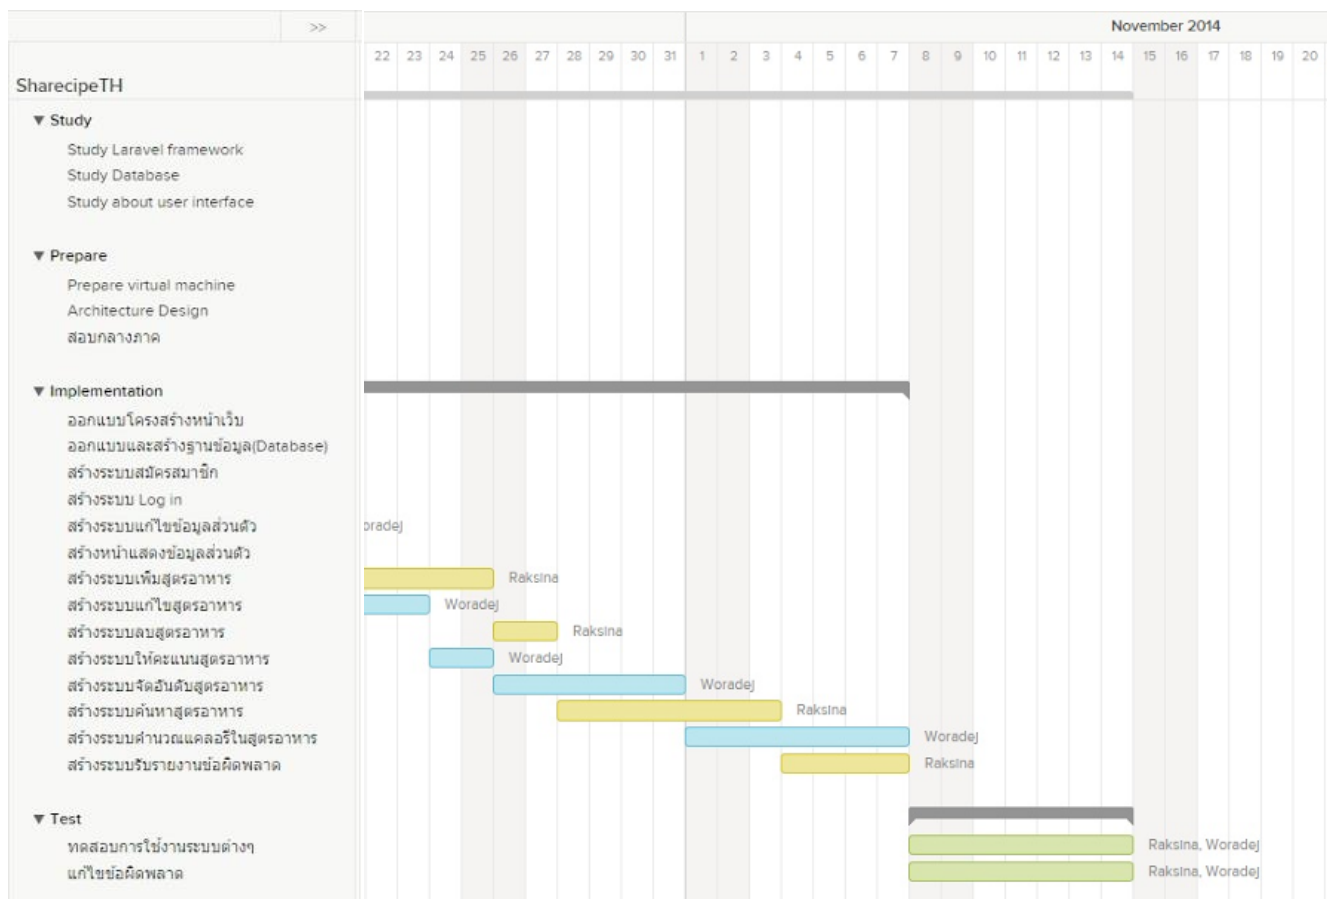 >>
November 2014
22 23 24 25 26 27 28 29 30 31 1 2 3 4 5 6 7 8 9 10 11 12 13 14 15 16 17 18 19 20
SharecipeTH
Study
Study Laravel framework
Study Database
Study about user interface
Prepare
Prepare virtual machine
Architecture Design
สอบกลางภาค
Implementation
ออกแบบโครงสร้างหน้าเว็บ
ออกแบบและสร้างฐานข้อมูล(Database)
สร้างระบบสมัครสมาชิก
สร้างระบบ Log in
สร้างระบบแก้ไขข้อมูลส่วนตัว oradej
สร้างหน้าแสดงข้อมูลส่วนตัว
สร้างระบบเพิ่มสูตรอาหาร Raksina
สร้างระบบแก้ไขสูตรอาหาร Woradej
สร้างระบบลบสูตรอาหาร Raksina
สร้างระบบให้คะแนนสูตรอาหาร Woradej
สร้างระบบจัดอันดับสูตรอาหาร Woradej
สร้างระบบค้นหาสูตรอาหาร Raksina
สร้างระบบคำนวณแคลอรีในสูตรอาหาร Woradej
สร้างระบบรับรายงานข้อผิดพลาด Raksina
Test
ทดสอบการใช้งานระบบต่างๆ Raksina, Woradej
แก้ไขข้อผิดพลาด Raksina, Woradej